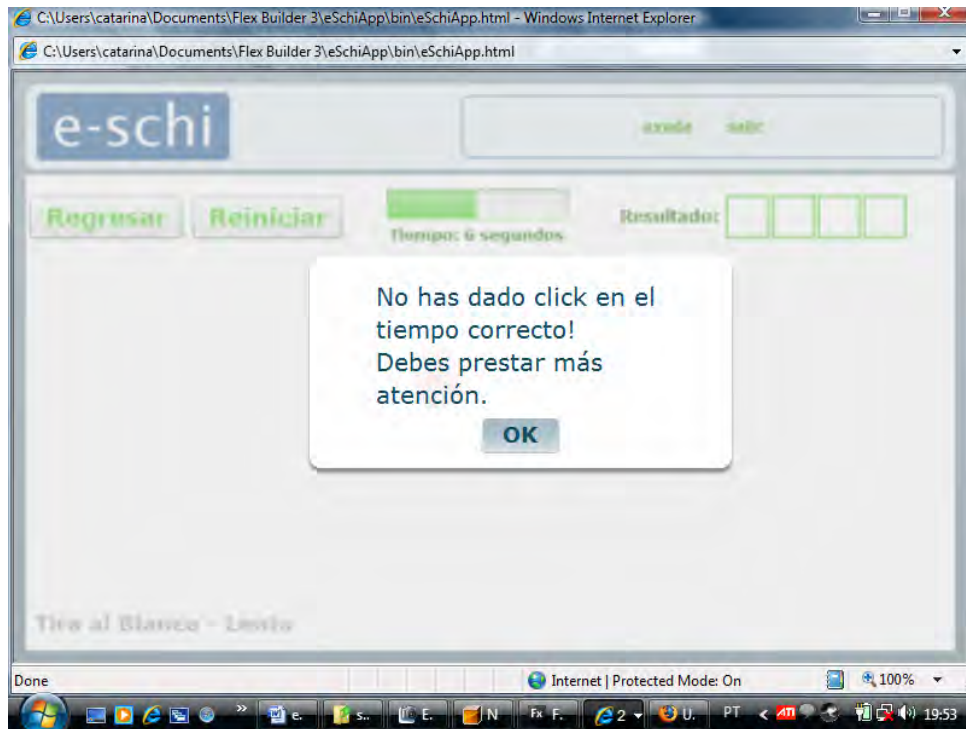 C:\Users\catarina\Documents\Flex Builder 3\eSchiApp\bin\eSchiApp.html - Windows Internet Explorer
C:\Users\catarina\Documents\Flex Builder 3\eSchiApp\bin\eSchiApp.html
e-schi
ayuda salir
Regresar Reiniciar Tiempo: 6 segundos Resultado:
No has dado click en el
tiempo correcto!
Debes prestar más
atención.
OK
Tiro al Blanco - Lento
Done Internet | Protected Mode: On 100%
e. s.. E. N Fx F. 2 U. PT ATI 19:53